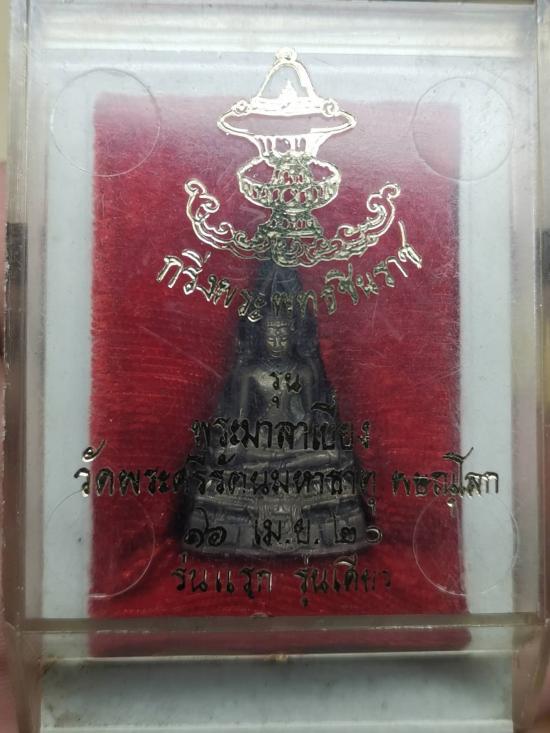 กริ่งพระพุทธชินราช
รุ่น
พระมาลาเบี่ยง
วัดพระศรีรัตนมหาธาตุ พิษณุโลก
๑๖ เม.ย. ๒๐
รุ่นแรก รุ่นเดียว